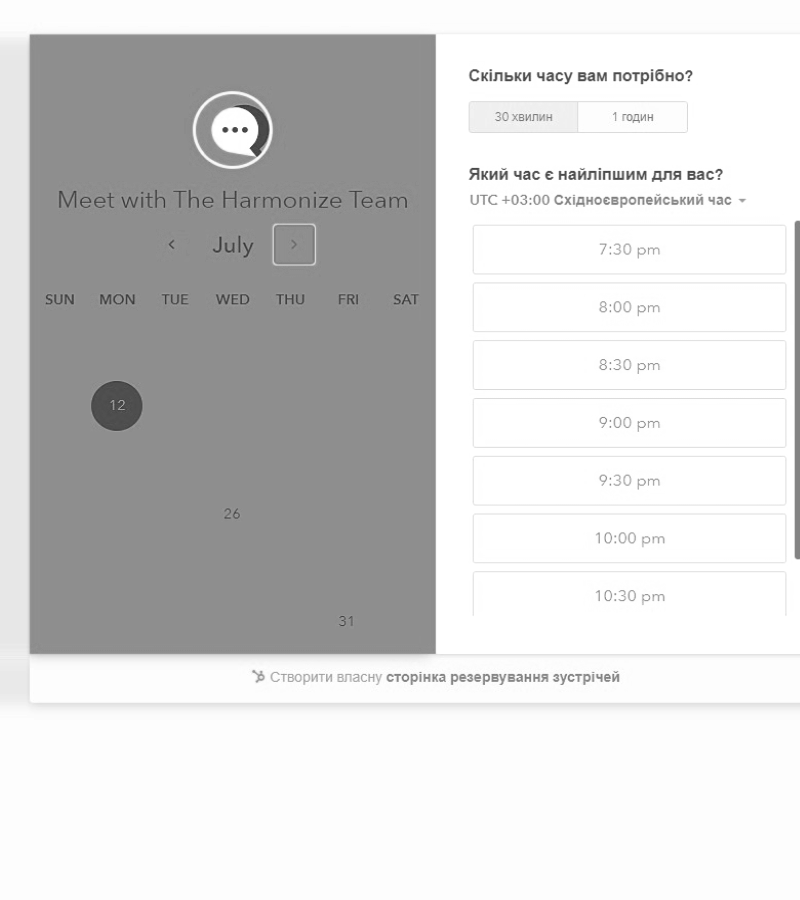 Meet with The Harmonize Team
July
SUN MON TUE WED THU FRI SAT
12
26
31
Скільки часу вам потрібно?
30 хвилин 1 годин
Який час є найліпшим для вас?
UTC +03:00 Східноєвропейський час
7:30 pm
8:00 pm
8:30 pm
9:00 pm
9:30 pm
10:00 pm
10:30 pm
Створити власну сторінка резервування зустрічей